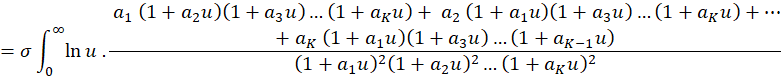 a₁ (1 + a₂u)(1 + a₃u) … (1 + a_Ku) + a₂ (1 + a₁u)(1 + a₃u) … (1 + a_Ku) + ⋯
+ a_K (1 + a₁u)(1 + a₃u) … (1 + a_{K−1}u)
= σ ∫₀^∞ ln u . 
(1 + a₁u)²(1 + a₂u)² … (1 + a_Ku)²